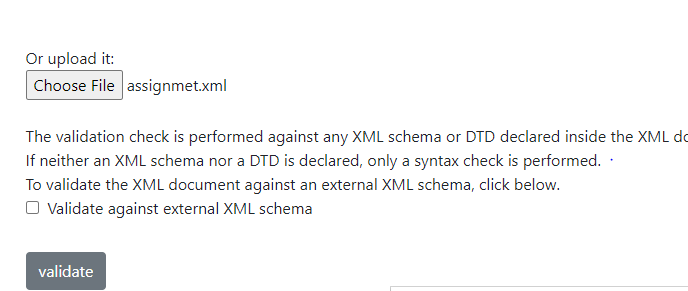 Or upload it:
Choose File assignmet.xml
The validation check is performed against any XML schema or DTD declared inside the XML
If neither an XML schema nor a DTD is declared, only a syntax check is performed.
To validate the XML document against an external XML schema, click below.
Validate against external XML schema
validate